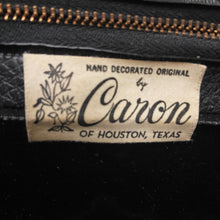 HAND DECORATED ORIGINAL
by
Caron
OF HOUSTON, TEXAS